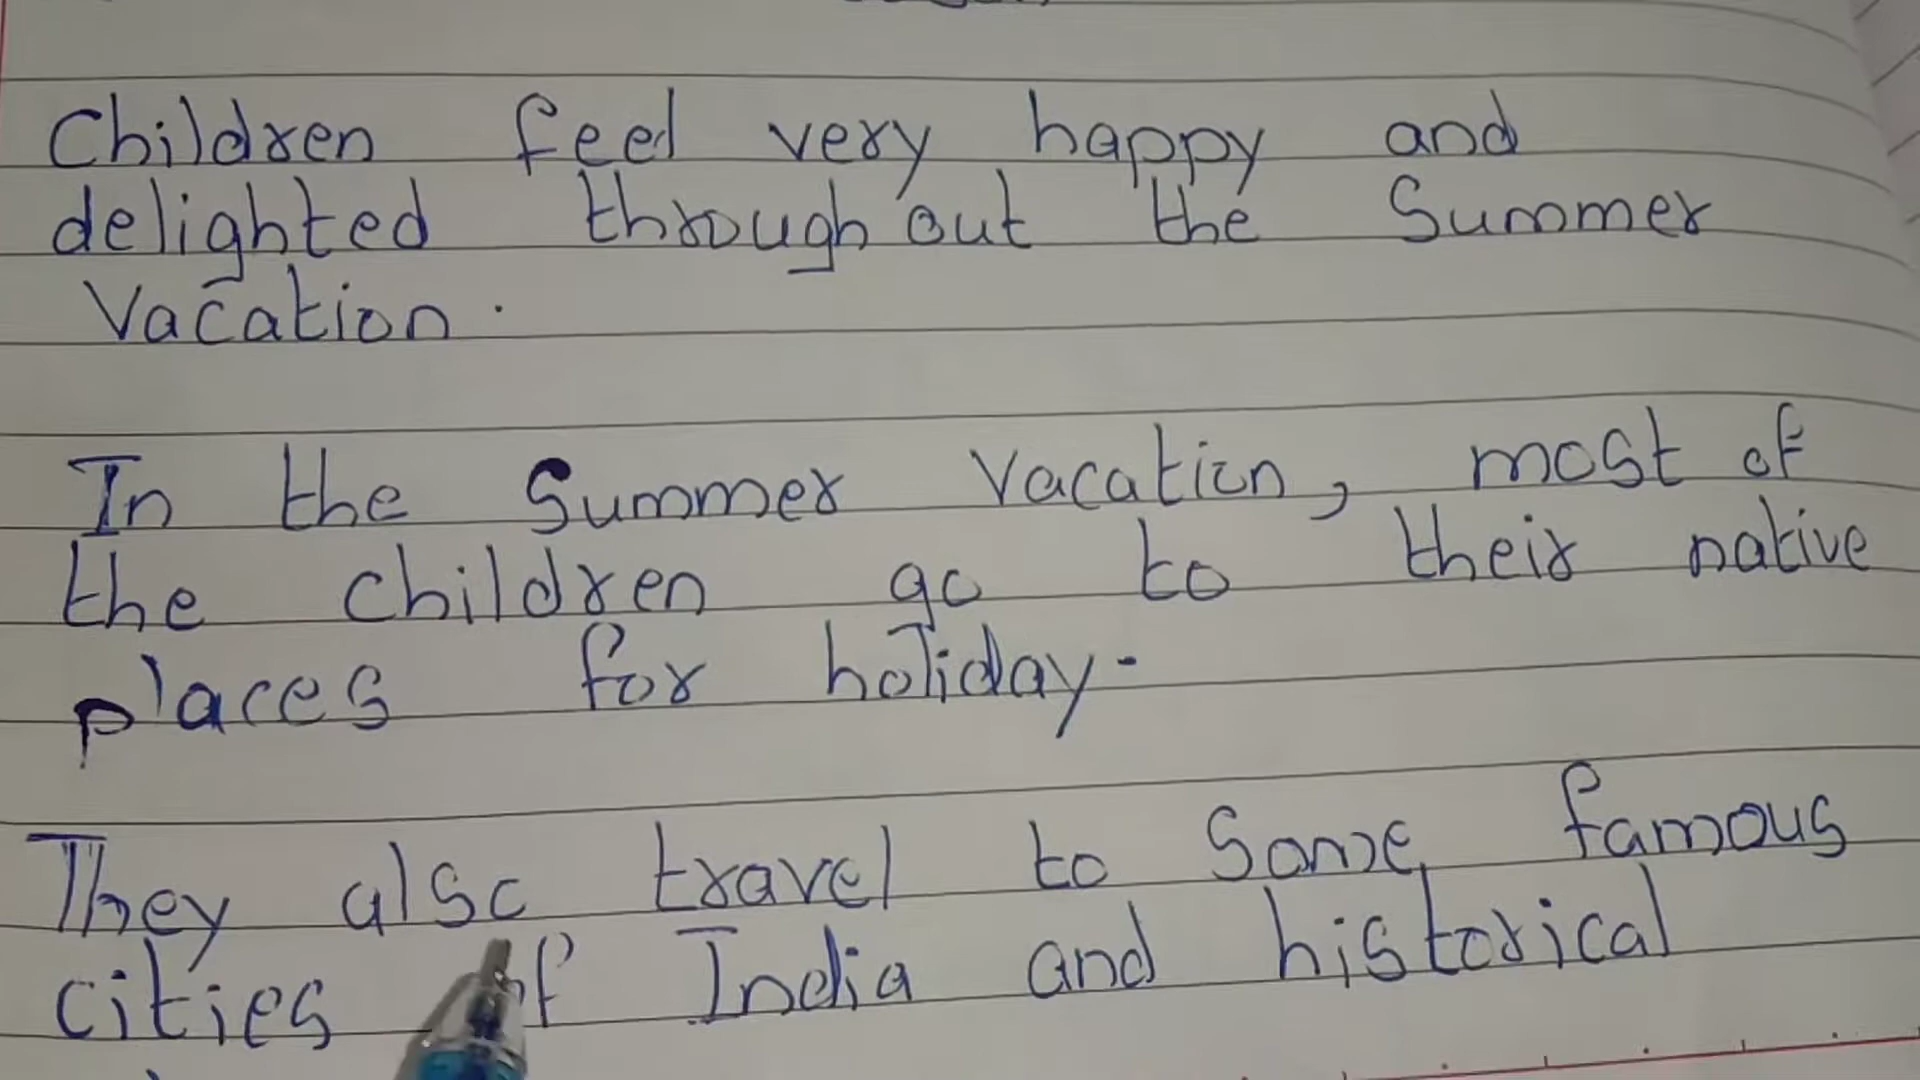 Children feel very happy and
delighted through out the Summer
Vacation.
In the Summer Vacation, most of
the children go to their native
places for holiday.
They also travel to Some famous
cities of India and historical